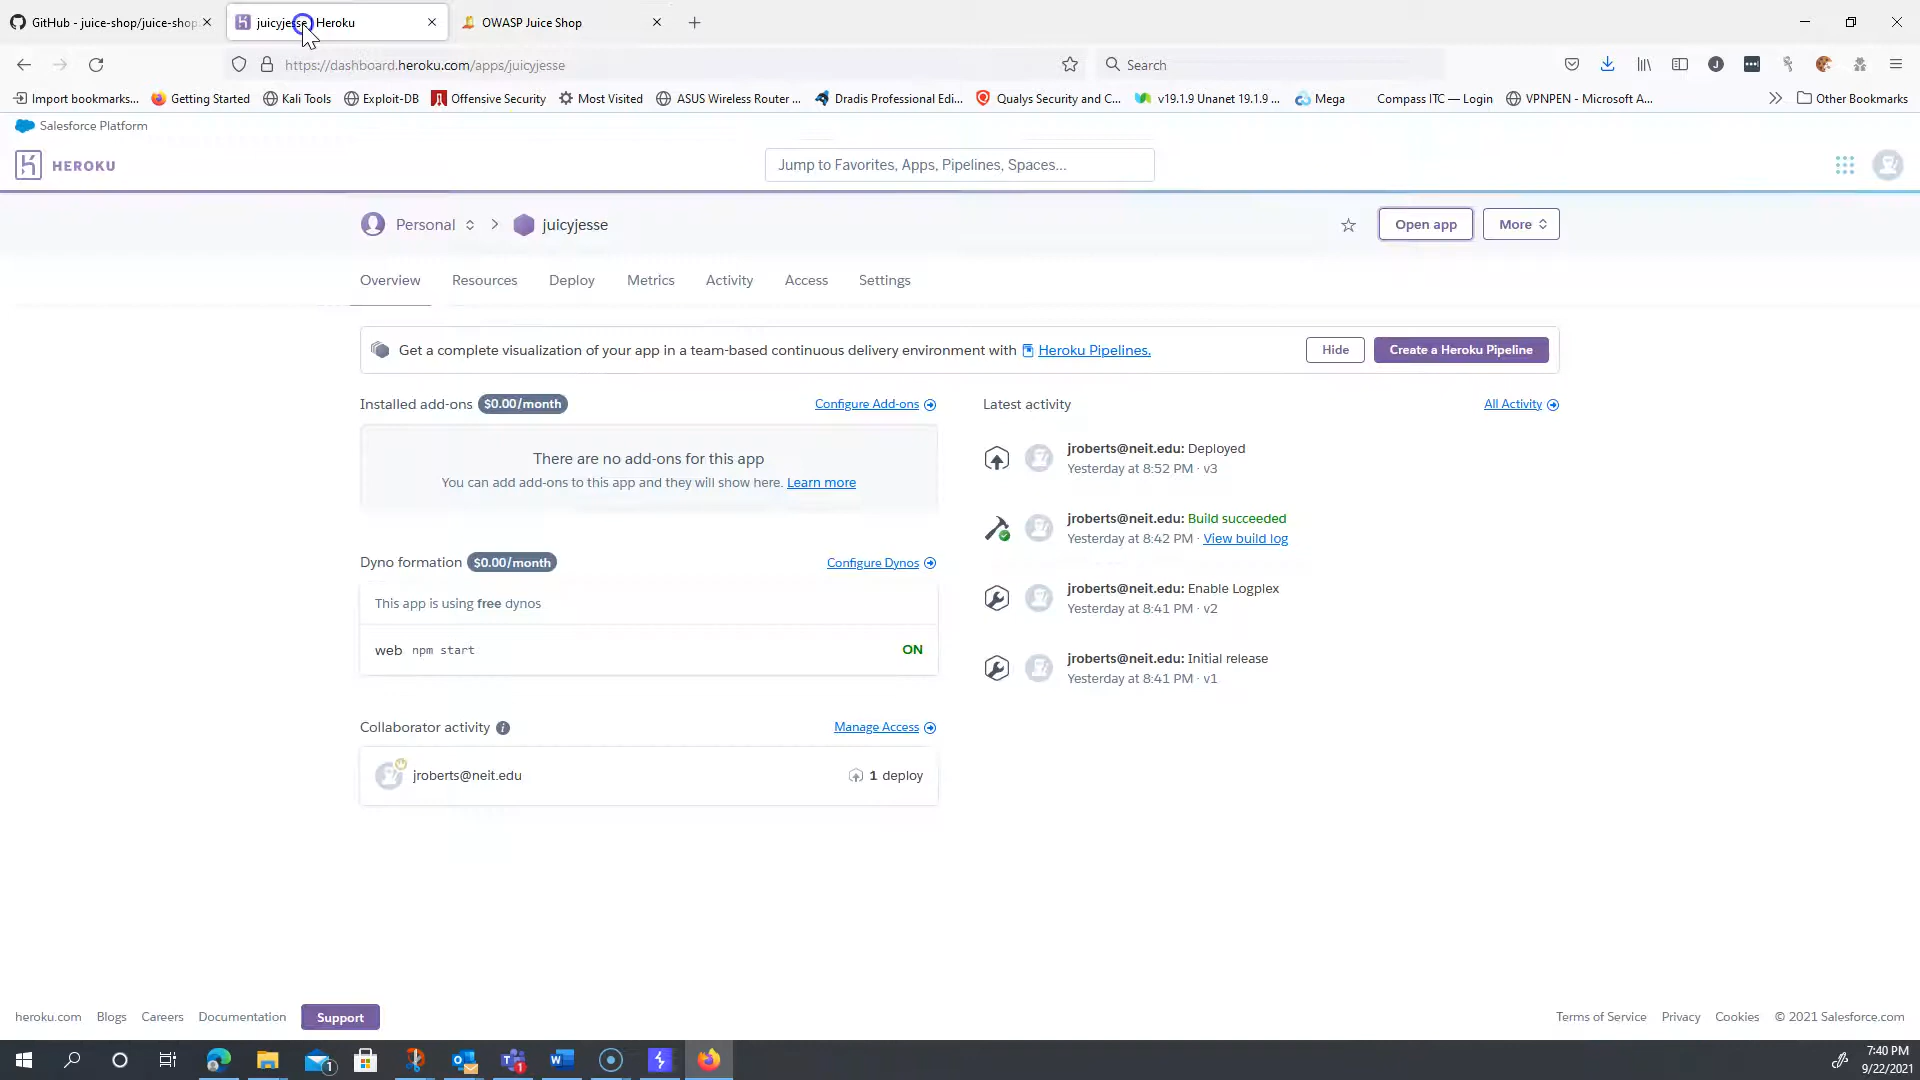 GitHub - juice-shop/juice-shop
juicyjesse Heroku
OWASP Juice Shop
https://dashboard.heroku.com/apps/juicyjesse
Search
Import bookmarks...
Getting Started
Kali Tools
Exploit-DB
Offensive Security
Most Visited
ASUS Wireless Router ...
Dradis Professional Edi...
Qualys Security and C...
v19.1.9 Unanet 19.1.9 ...
Mega
Compass ITC — Login
VPNPEN - Microsoft A...
Other Bookmarks
Salesforce Platform
HEROKU
Jump to Favorites, Apps, Pipelines, Spaces...
Personal
juicyjesse
Open app
More
Overview
Resources
Deploy
Metrics
Activity
Access
Settings
Get a complete visualization of your app in a team-based continuous delivery environment with Heroku Pipelines.
Hide
Create a Heroku Pipeline
Installed add-ons $0.00/month
Configure Add-ons
There are no add-ons for this app
You can add add-ons to this app and they will show here. Learn more
Dyno formation $0.00/month
Configure Dynos
This app is using free dynos
web npm start
ON
Collaborator activity
Manage Access
jroberts@neit.edu
1 deploy
Latest activity
All Activity
jroberts@neit.edu: Deployed
Yesterday at 8:52 PM · v3
jroberts@neit.edu: Build succeeded
Yesterday at 8:42 PM · View build log
jroberts@neit.edu: Enable Logplex
Yesterday at 8:41 PM · v2
jroberts@neit.edu: Initial release
Yesterday at 8:41 PM · v1
heroku.com
Blogs
Careers
Documentation
Support
Terms of Service
Privacy
Cookies
© 2021 Salesforce.com
7:40 PM
9/22/2021